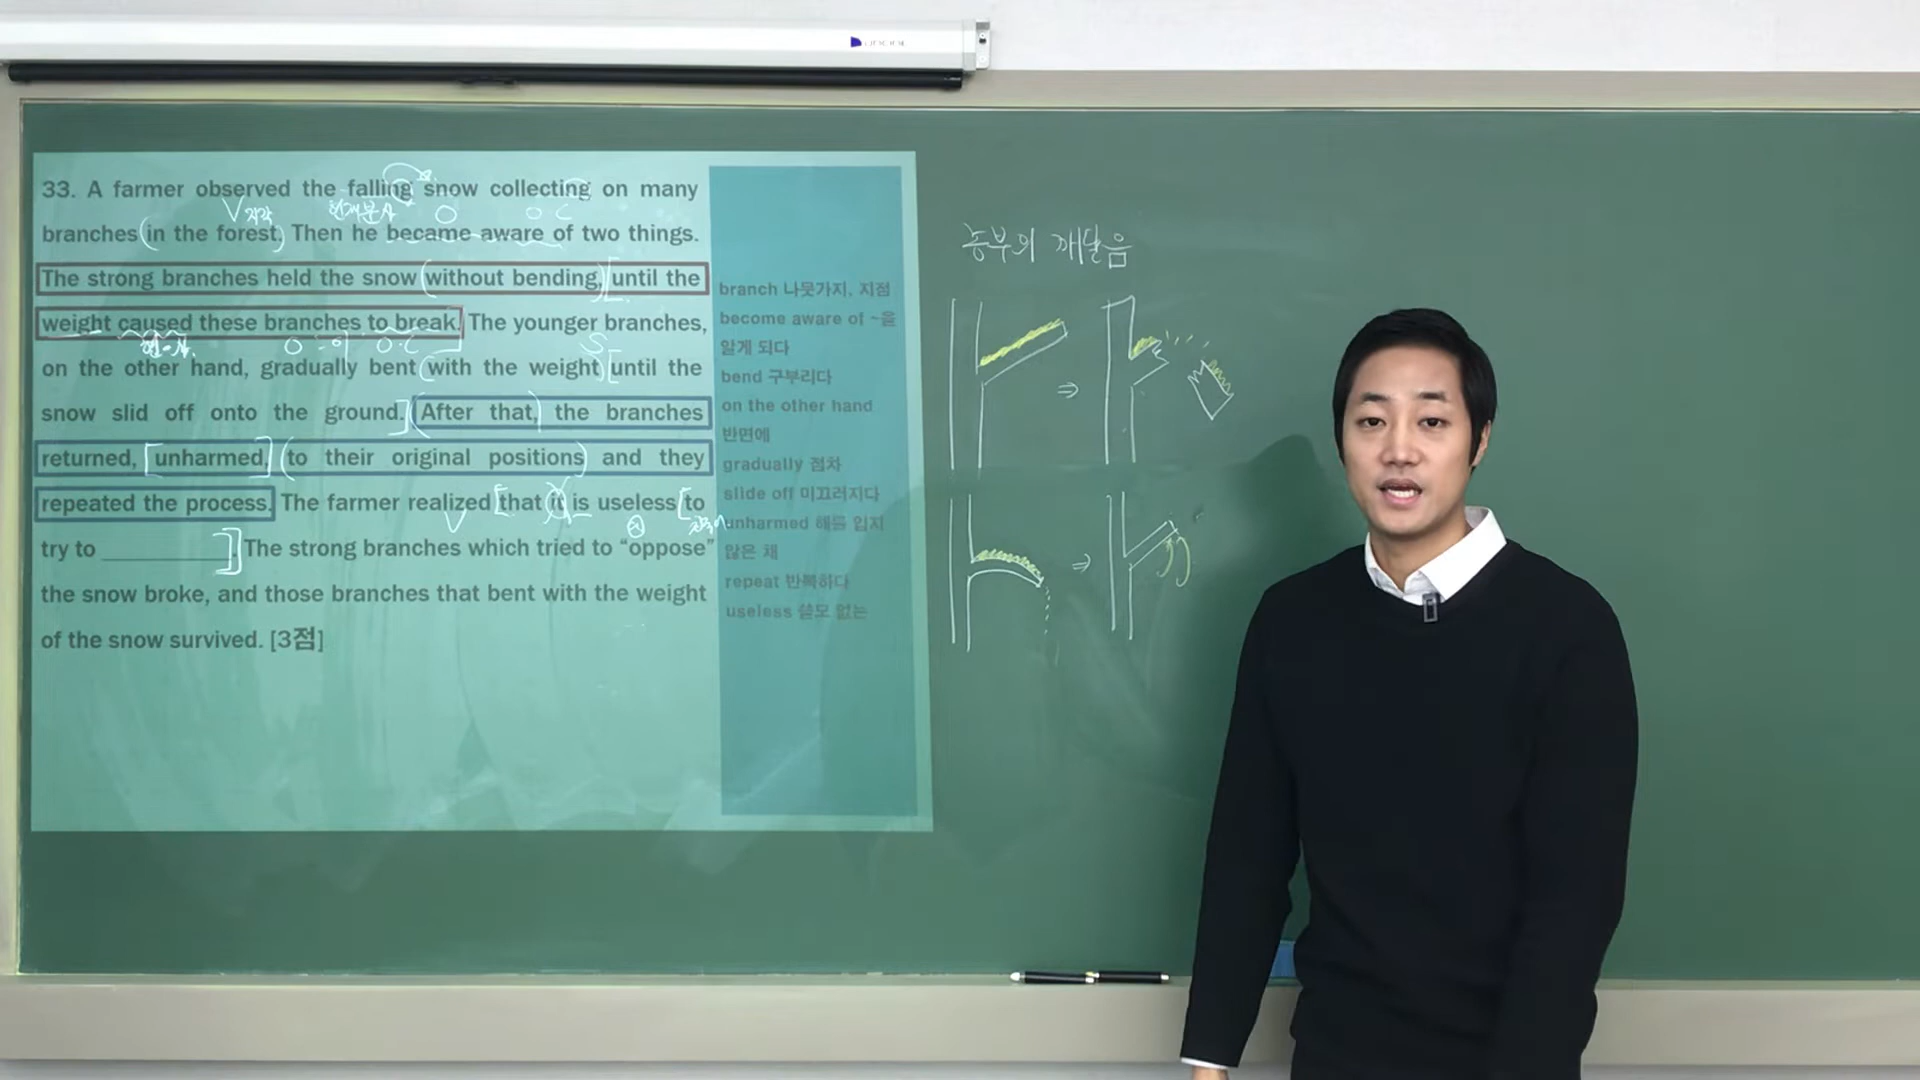 33. A farmer observed the falling snow collecting on many
branches in the forest. Then he became aware of two things.
The strong branches held the snow without bending, until the
weight caused these branches to break. The younger branches,
on the other hand, gradually bent with the weight until the
snow slid off onto the ground. After that, the branches
returned, unharmed, to their original positions and they
repeated the process. The farmer realized that it is useless to
try to __________. The strong branches which tried to “oppose”
the snow broke, and those branches that bent with the weight
of the snow survived. [3점]
V 지각
현재분사
O
O C
O
O.C
S
V
branch 나뭇가지, 지점
become aware of ~을
알게 되다
bend 구부리다
on the other hand
반면에
gradually 점차
slide off 미끄러지다
unharmed 해를 입지
않은 채
repeat 반복하다
useless 쓸모 없는
농부의 깨달음